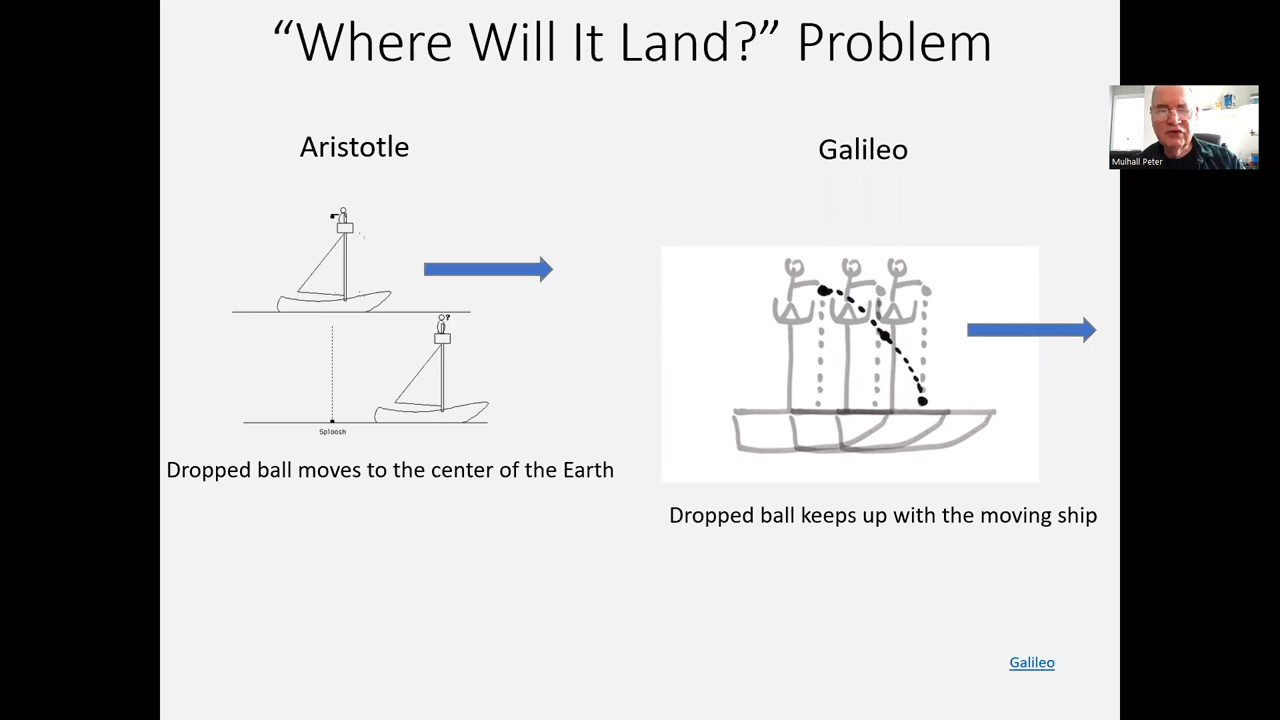 “Where Will It Land?” Problem
Aristotle
Galileo
Mulhall Peter
?
Sploosh
Dropped ball moves to the center of the Earth
Dropped ball keeps up with the moving ship
Galileo